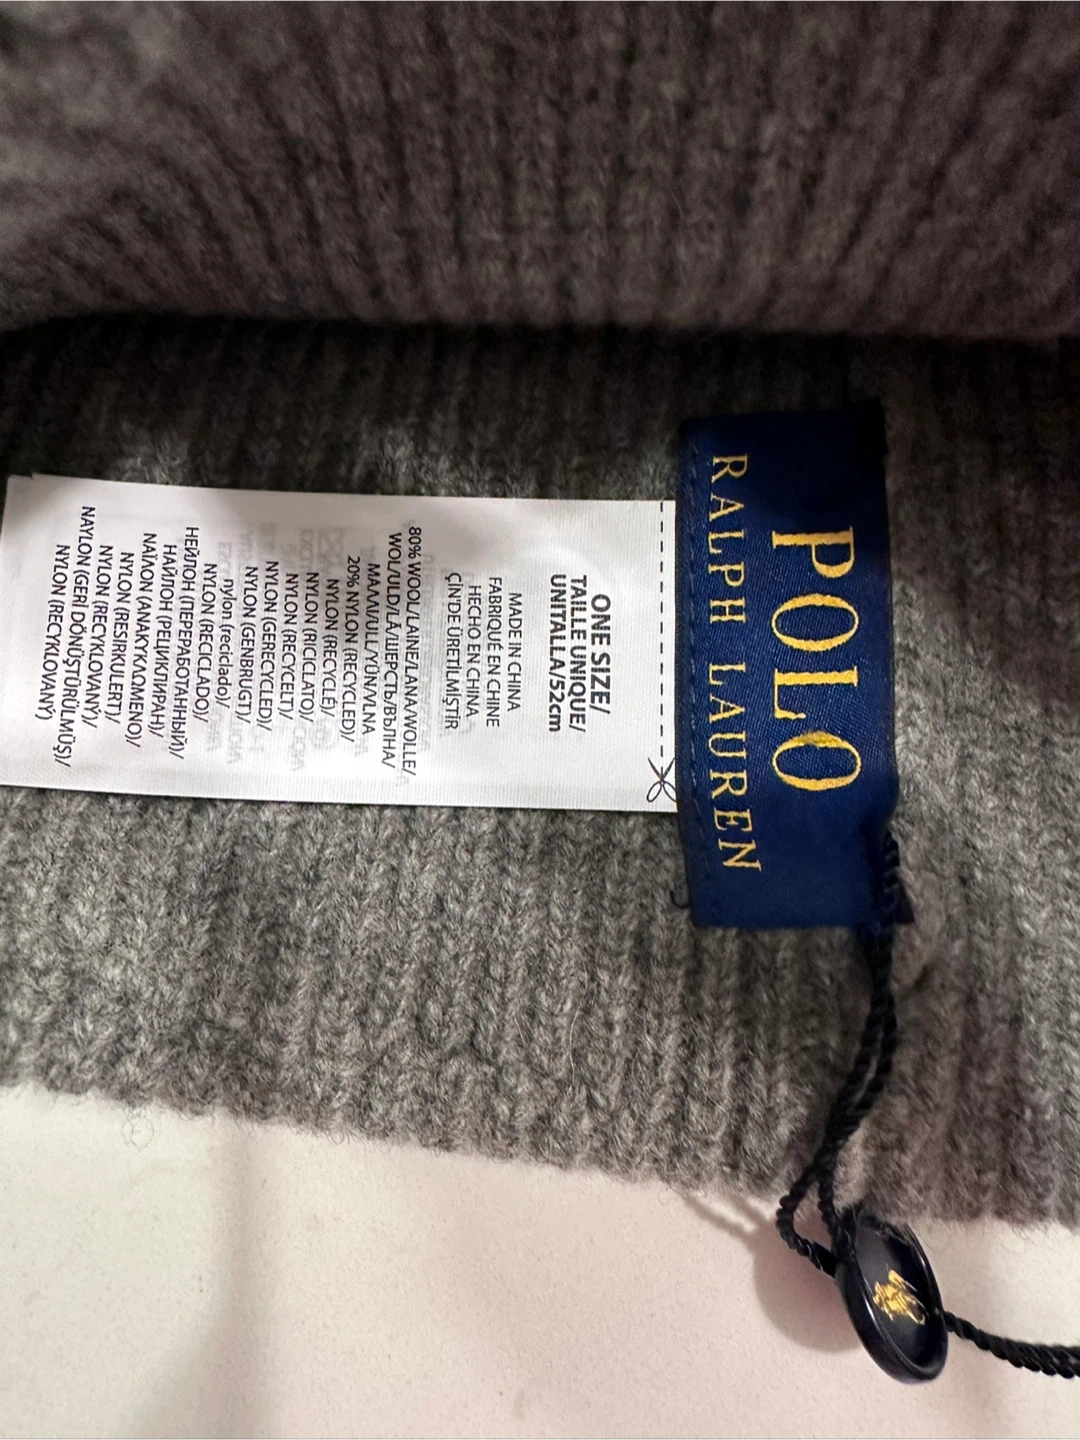 POLO
RALPH LAUREN
ONE SIZE/
TAILLE UNIQUE/
UNITALLA/52cm
MADE IN CHINA
FABRIQUÉ EN CHINE
HECHO EN CHINA
ÇİN'DE ÜRETİLMİŞTİR
80% WOOL/LAINE/LANA/WOLLE/
WOL/ULD/LÅ/ШЕРСТЬ/ВЪЛНА/
ΜΑΛΛΙ/ULL/YÜN/VLNA
20% NYLON (RECYCLED)/
NYLON (RECYCLÉ)/
NYLON (RICICLATO)/
NYLON (RECYCELT)/
NYLON (GERECYCLED)/
NYLON (GENBRUGT)/
nylon (reciclado)/
NYLON (RECICLADO)/
НЕЙЛОН (ПЕРЕРАБОТАННЫЙ)/
НАЙЛОН (РЕЦИКЛИРАН)/
ΝΑΪΛΟΝ (ΑΝΑΚΥΚΛΩΜΕΝΟ)/
NYLON (RESIRKULERT)/
NYLON (RECYKLOVANÝ)/
NAYLON (GERİ DÖNÜŞTÜRÜLMÜŞ)/
NYLON (RECYKLOVANÝ)